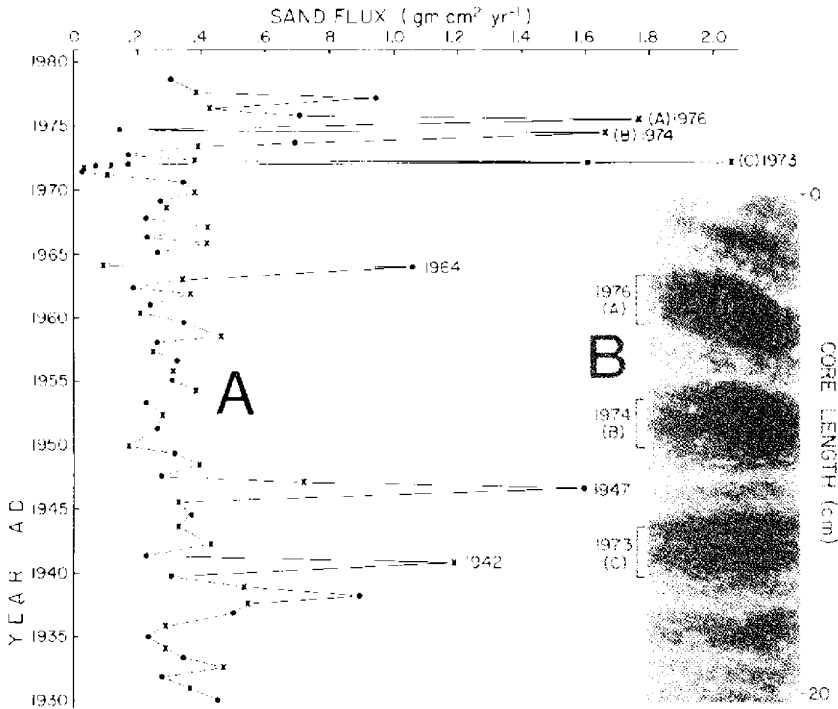 SAND FLUX (gm cm² yr⁻¹)
0 .2 .4 .6 .8 1.0 1.2 1.4 1.6 1.8 2.0
1980
1975
1970
1965
1960
1955
1950
1945
1940
1935
1930
YEAR AD
(A) 1976
(B) 1974
(C) 1973
1964
1947
1942
A
B
1976
(A)
1974
(B)
1973
(C)
0
20
CORE LENGTH (cm)